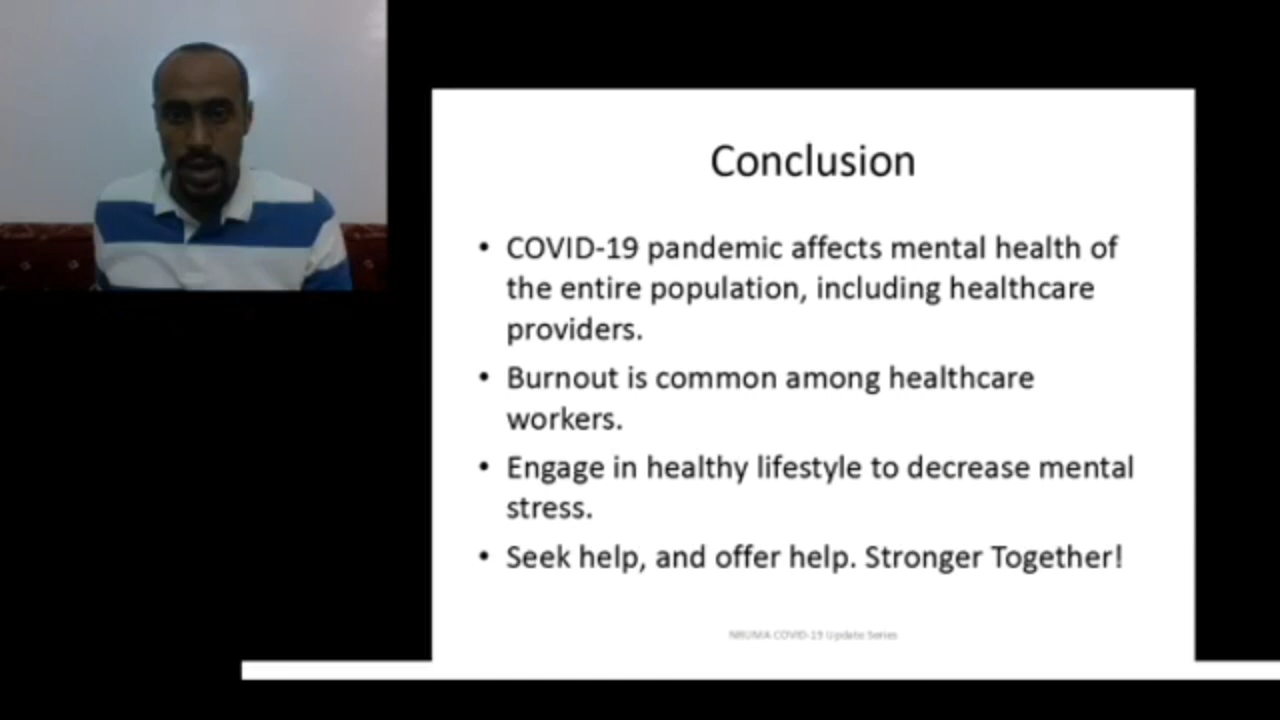 Conclusion
• COVID-19 pandemic affects mental health of
the entire population, including healthcare
providers.
• Burnout is common among healthcare
workers.
• Engage in healthy lifestyle to decrease mental
stress.
• Seek help, and offer help. Stronger Together!
COVID-19 Update Series